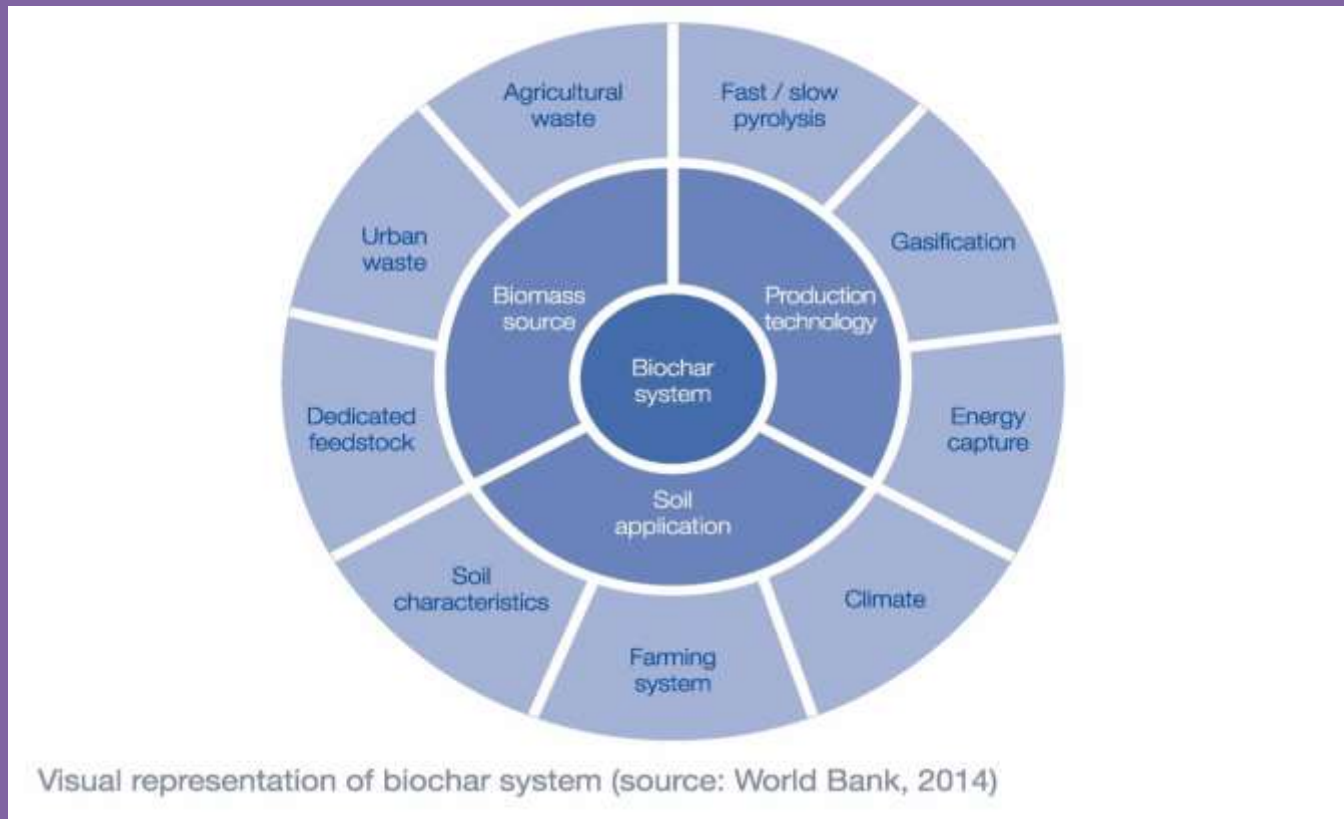 Agricultural
waste
Fast / slow
pyrolysis
Urban
waste
Gasification
Biomass
source
Production
technology
Biochar
system
Dedicated
feedstock
Energy
capture
Soil
application
Soil
characteristics
Climate
Farming
system
Visual representation of biochar system (source: World Bank, 2014)